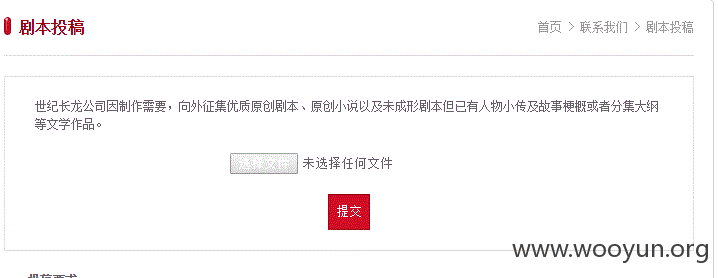 剧本投稿
首页 > 联系我们 > 剧本投稿
世纪长龙公司因制作需要，向外征集优质原创剧本、原创小说以及未成形剧本但已有人物小传及故事梗概或者分集大纲
等文学作品。
选择文件 未选择任何文件
提交
www.wooyun.org